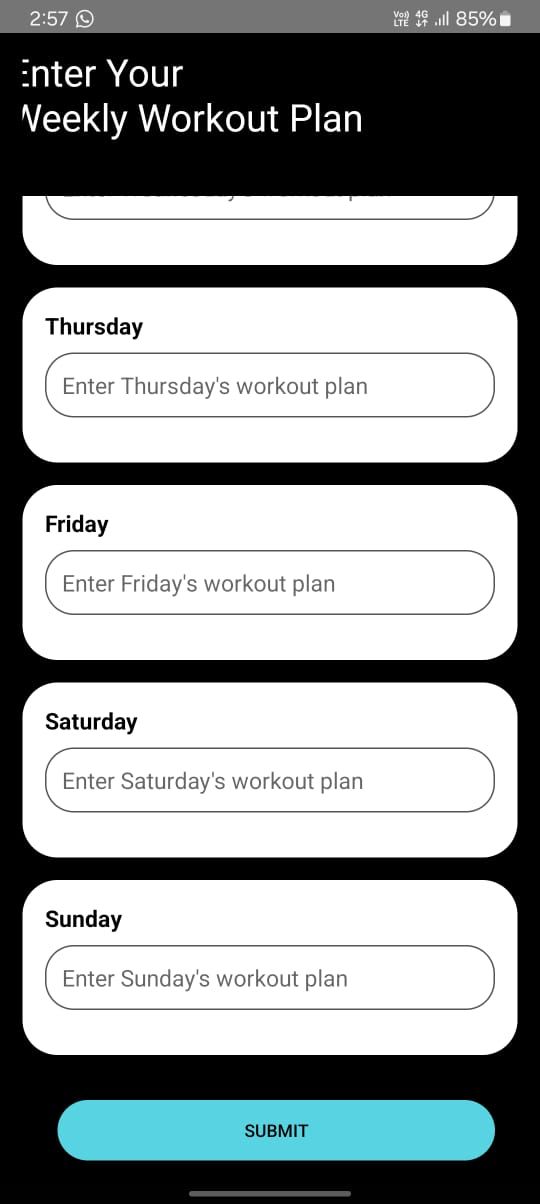 2:57
Vo)) LTE 4G 85%
Enter Your
Weekly Workout Plan
Thursday
Enter Thursday's workout plan
Friday
Enter Friday's workout plan
Saturday
Enter Saturday's workout plan
Sunday
Enter Sunday's workout plan
SUBMIT